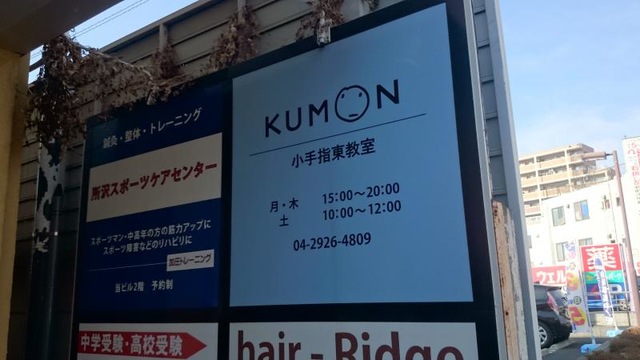 鍼灸・整体・トレーニング
所沢スポーツケアセンター
スポーツマン・中高年の方の筋力アップに
スポーツ障害などのリハビリに
加圧トレーニング
当ビル2階 予約制
中学受験・高校受験
KUMON
小手指東教室
月・木 15:00～20:00
土 10:00～12:00
04-2926-4809
hair - Ridge
薬
ウェル